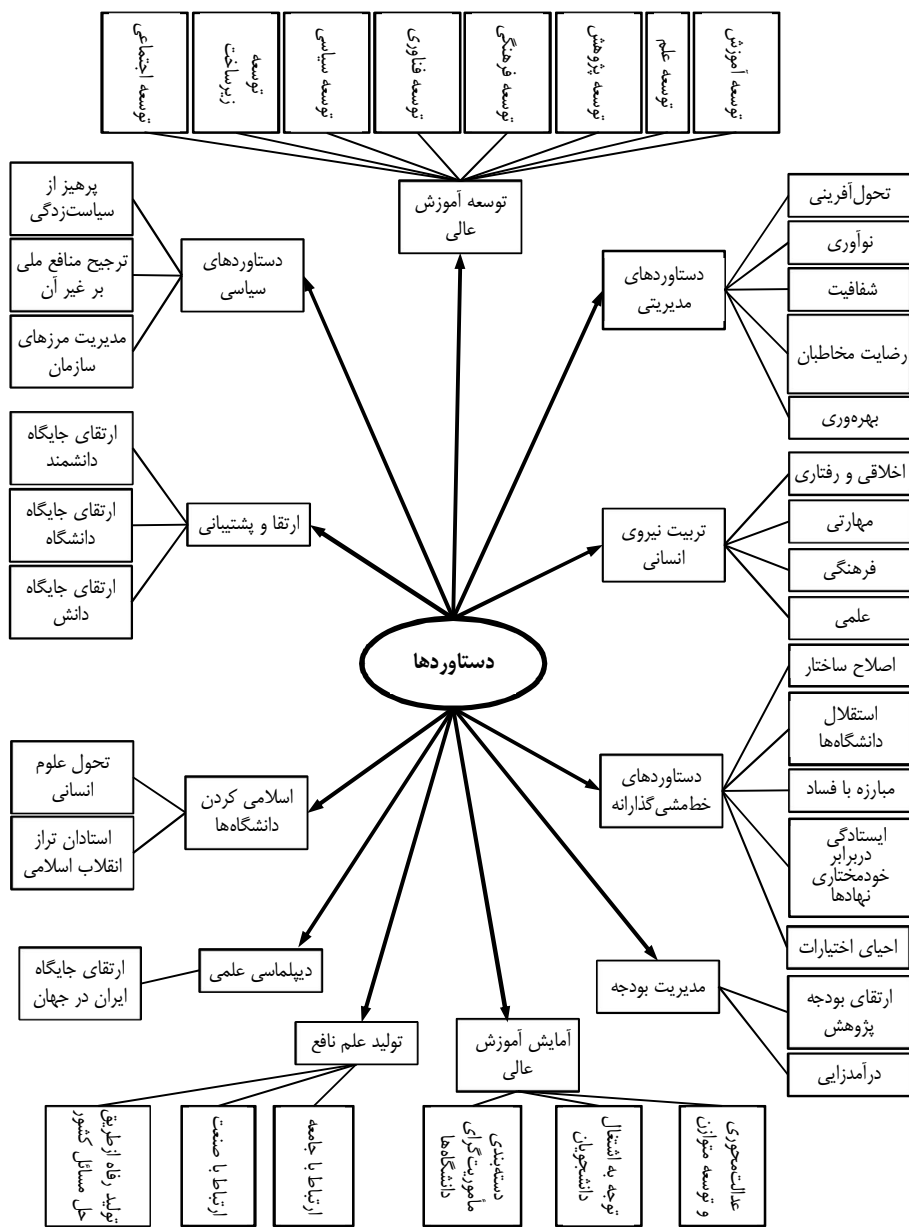 توسعه آموزش
توسعه علم
توسعه پژوهش
توسعه فرهنگی
توسعه فناوری
توسعه سیاسی
توسعه
زیرساخت
توسعه اجتماعی
توسعه آموزش
عالی
دستاوردهای
مدیریتی
تحول‌آفرینی
نوآوری
شفافیت
رضایت مخاطبان
بهره‌وری
دستاوردهای
سیاسی
پرهیز از
سیاست‌زدگی
ترجیح منافع ملی
بر غیر آن
مدیریت مرزهای
سازمان
تربیت نیروی
انسانی
اخلاقی و رفتاری
مهارتی
فرهنگی
علمی
ارتقا و پشتیبانی
ارتقای جایگاه
دانشمند
ارتقای جایگاه
دانشگاه
ارتقای جایگاه
دانش
دستاوردها
دستاوردهای
خط‌مشی‌گذارانه
اصلاح ساختار
استقلال
دانشگاه‌ها
مبارزه با فساد
ایستادگی
دربرابر
خودمختاری
نهادها
احیای اختیارات
اسلامی کردن
دانشگاه‌ها
تحول علوم
انسانی
استادان تراز
انقلاب اسلامی
مدیریت بودجه
ارتقای بودجه
پژوهش
درآمدزایی
دیپلماسی علمی
ارتقای جایگاه
ایران در جهان
آمایش آموزش
عالی
عدالت‌محوری
و توسعه متوازن
توجه به اشتغال
دانشجویان
دسته‌بندی
مأموریت‌گرای
دانشگاه‌ها
تولید علم نافع
ارتباط با جامعه
ارتباط با صنعت
تولید رفاه ازطریق
حل مسائل کشور